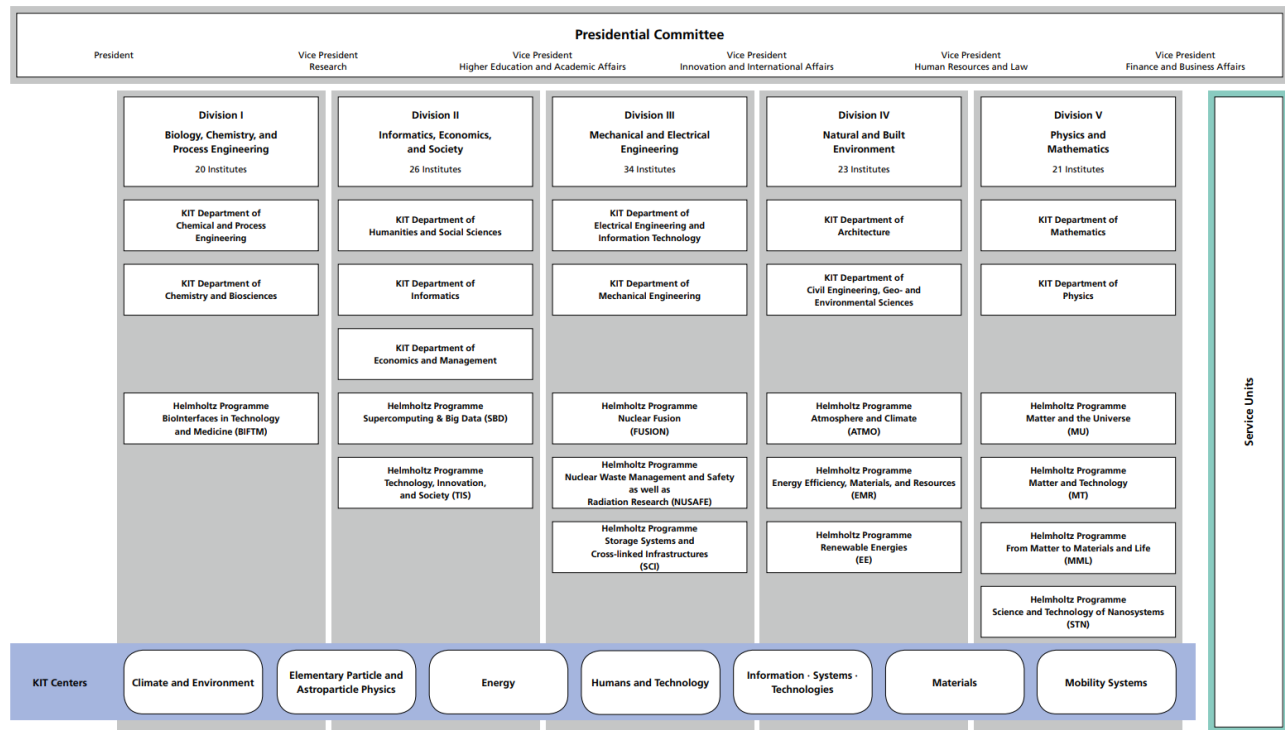 Presidential Committee
President
Vice President
Research
Vice President
Higher Education and Academic Affairs
Vice President
Innovation and International Affairs
Vice President
Human Resources and Law
Vice President
Finance and Business Affairs
Division I
Biology, Chemistry, and
Process Engineering
20 Institutes
KIT Department of
Chemical and Process
Engineering
KIT Department of
Chemistry and Biosciences
Helmholtz Programme
BioInterfaces in Technology
and Medicine (BIFTM)
Division II
Informatics, Economics,
and Society
26 Institutes
KIT Department of
Humanities and Social Sciences
KIT Department of
Informatics
KIT Department of
Economics and Management
Helmholtz Programme
Supercomputing & Big Data (SBD)
Helmholtz Programme
Technology, Innovation,
and Society (TIS)
Division III
Mechanical and Electrical
Engineering
34 Institutes
KIT Department of
Electrical Engineering and
Information Technology
KIT Department of
Mechanical Engineering
Helmholtz Programme
Nuclear Fusion
(FUSION)
Helmholtz Programme
Nuclear Waste Management and Safety
as well as
Radiation Research (NUSAFE)
Helmholtz Programme
Storage Systems and
Cross-linked Infrastructures
(SCI)
Division IV
Natural and Built
Environment
23 Institutes
KIT Department of
Architecture
KIT Department of
Civil Engineering, Geo- and
Environmental Sciences
Helmholtz Programme
Atmosphere and Climate
(ATMO)
Helmholtz Programme
Energy Efficiency, Materials, and Resources
(EMR)
Helmholtz Programme
Renewable Energies
(EE)
Division V
Physics and
Mathematics
21 Institutes
KIT Department of
Mathematics
KIT Department of
Physics
Helmholtz Programme
Matter and the Universe
(MU)
Helmholtz Programme
Matter and Technology
(MT)
Helmholtz Programme
From Matter to Materials and Life
(MML)
Helmholtz Programme
Science and Technology of Nanosystems
(STN)
Service Units
KIT Centers
Climate and Environment
Elementary Particle and
Astroparticle Physics
Energy
Humans and Technology
Information · Systems ·
Technologies
Materials
Mobility Systems